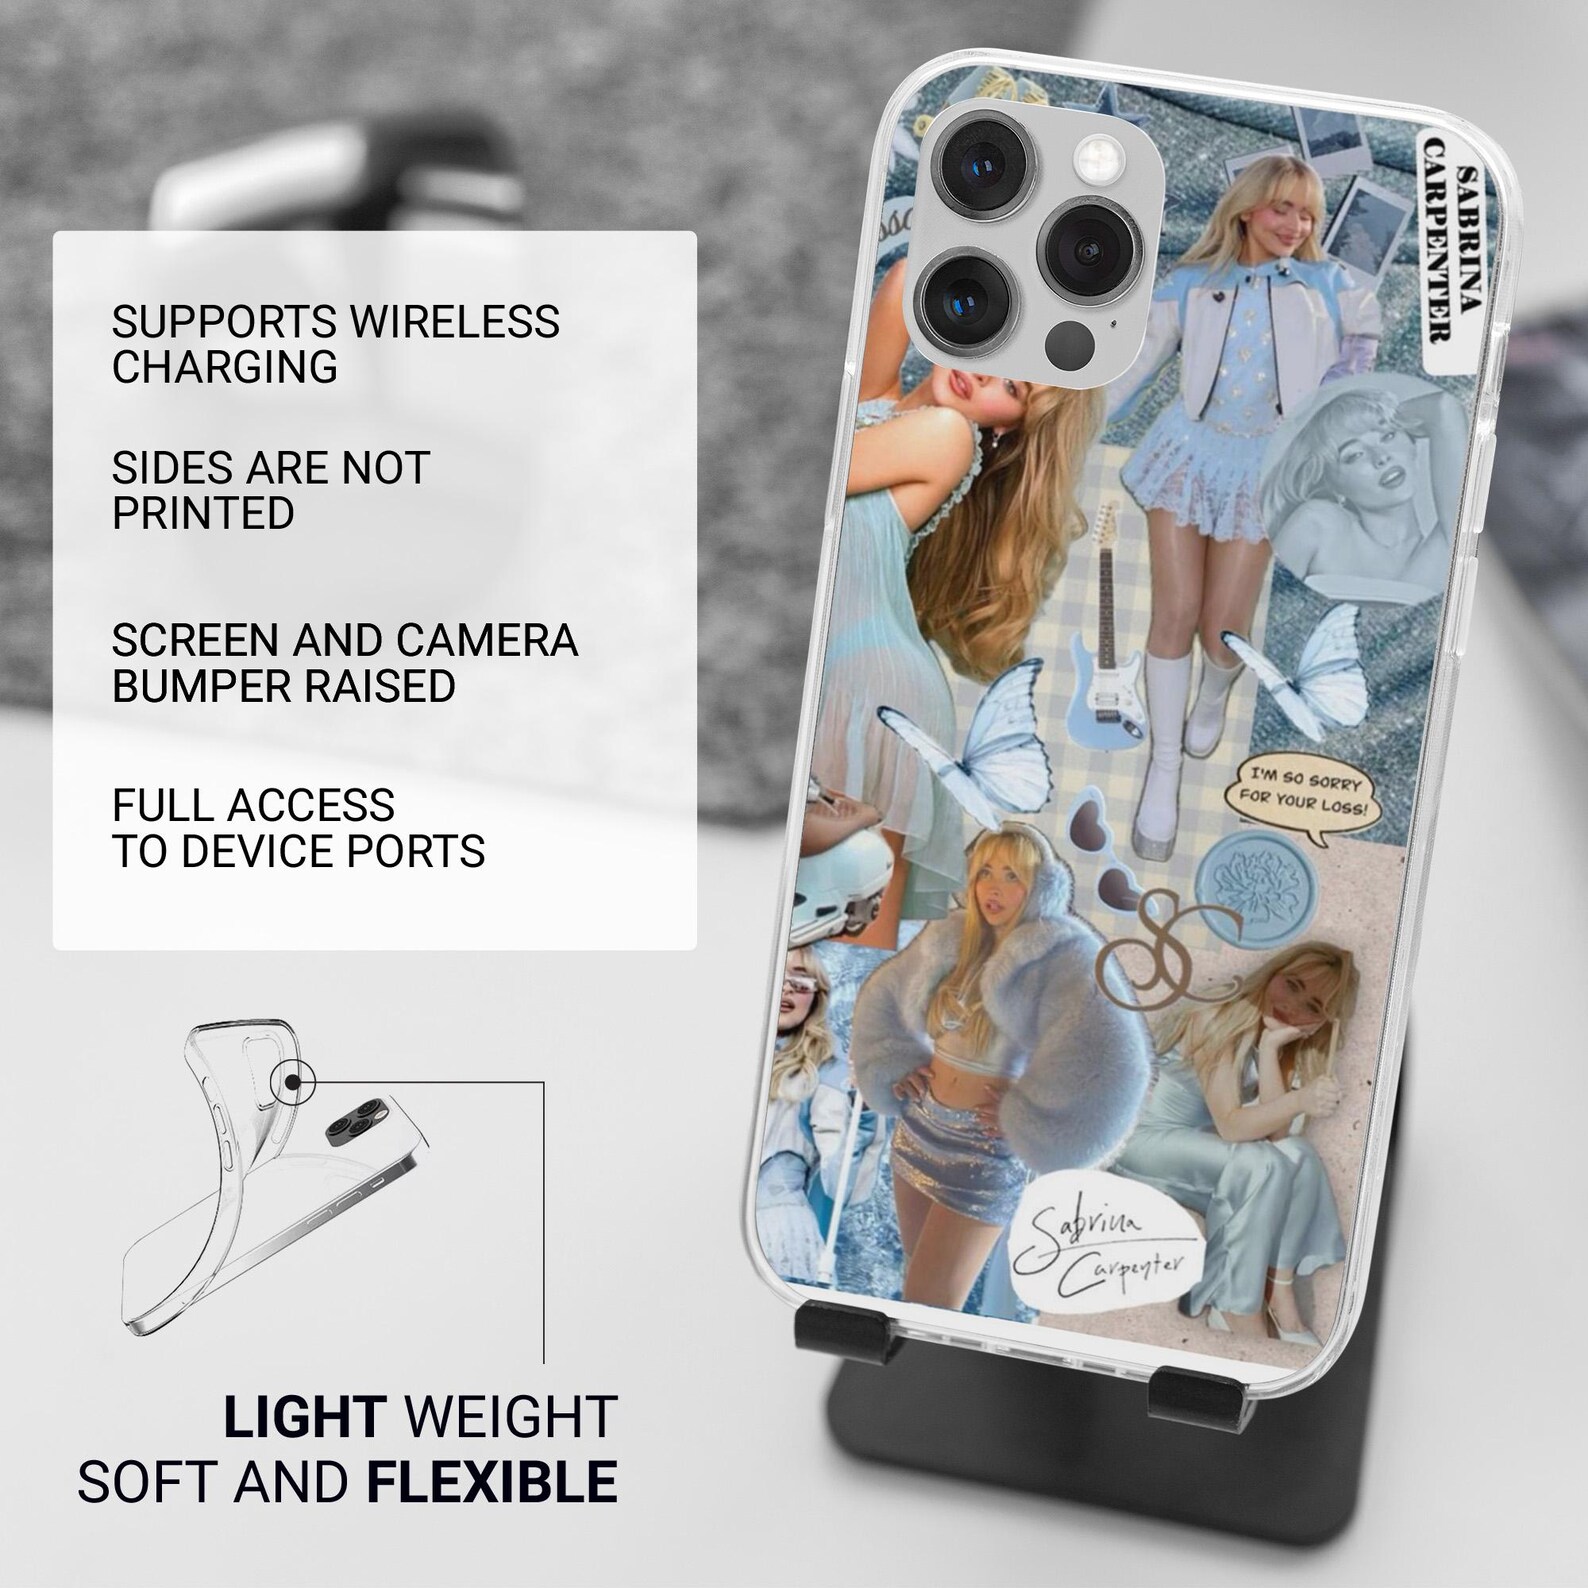 SUPPORTS WIRELESS
CHARGING
SIDES ARE NOT
PRINTED
SCREEN AND CAMERA
BUMPER RAISED
FULL ACCESS
TO DEVICE PORTS
LIGHT WEIGHT
SOFT AND FLEXIBLE
SABRINA
CARPENTER
I'M SO SORRY
FOR YOUR LOSS!
SC
Sabrina
Carpenter